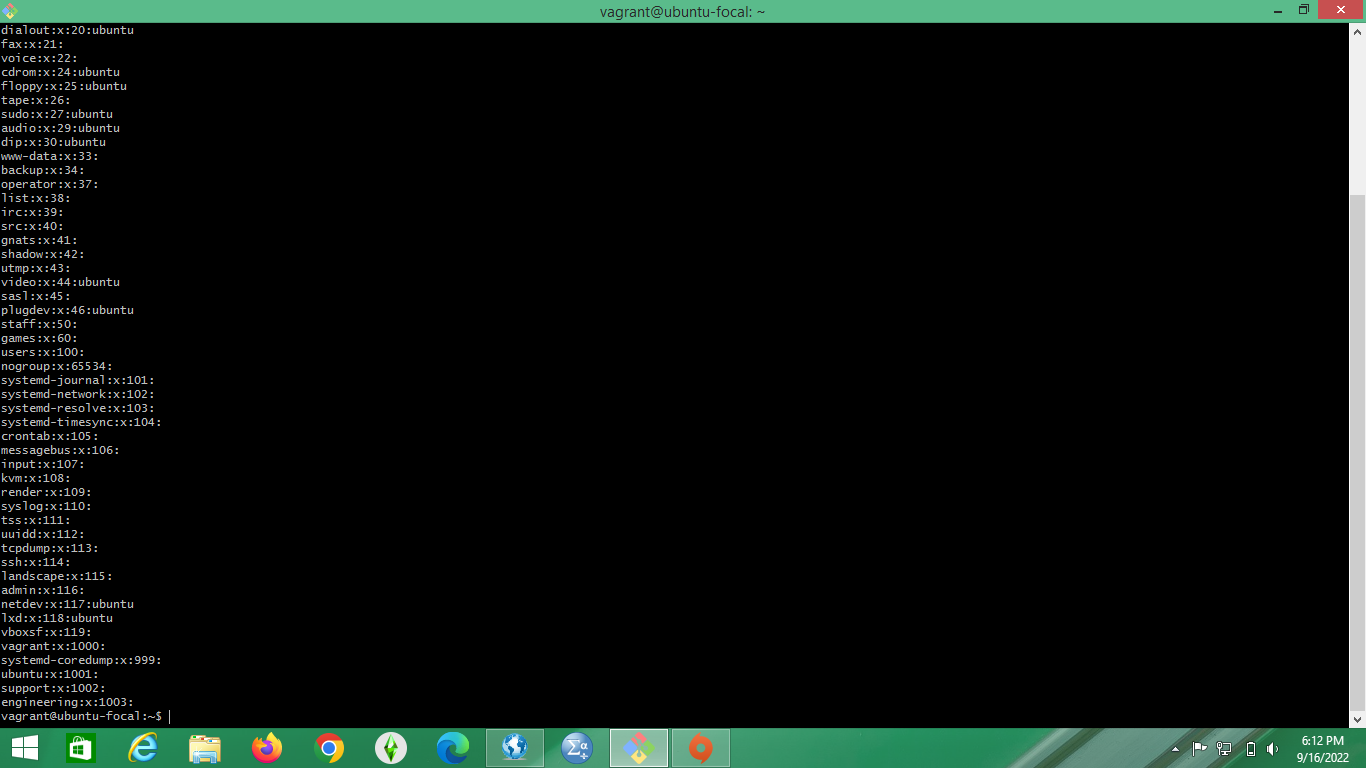 vagrant@ubuntu-focal: ~
dialout:x:20:ubuntu
fax:x:21:
voice:x:22:
cdrom:x:24:ubuntu
floppy:x:25:ubuntu
tape:x:26:
sudo:x:27:ubuntu
audio:x:29:ubuntu
dip:x:30:ubuntu
www-data:x:33:
backup:x:34:
operator:x:37:
list:x:38:
irc:x:39:
src:x:40:
gnats:x:41:
shadow:x:42:
utmp:x:43:
video:x:44:ubuntu
sasl:x:45:
plugdev:x:46:ubuntu
staff:x:50:
games:x:60:
users:x:100:
nogroup:x:65534:
systemd-journal:x:101:
systemd-network:x:102:
systemd-resolve:x:103:
systemd-timesync:x:104:
crontab:x:105:
messagebus:x:106:
input:x:107:
kvm:x:108:
render:x:109:
syslog:x:110:
tss:x:111:
uuidd:x:112:
tcpdump:x:113:
ssh:x:114:
landscape:x:115:
admin:x:116:
netdev:x:117:ubuntu
lxd:x:118:ubuntu
vboxsf:x:119:
vagrant:x:1000:
systemd-coredump:x:999:
ubuntu:x:1001:
support:x:1002:
engineering:x:1003:
vagrant@ubuntu-focal:~$
Σα
6:12 PM
9/16/2022